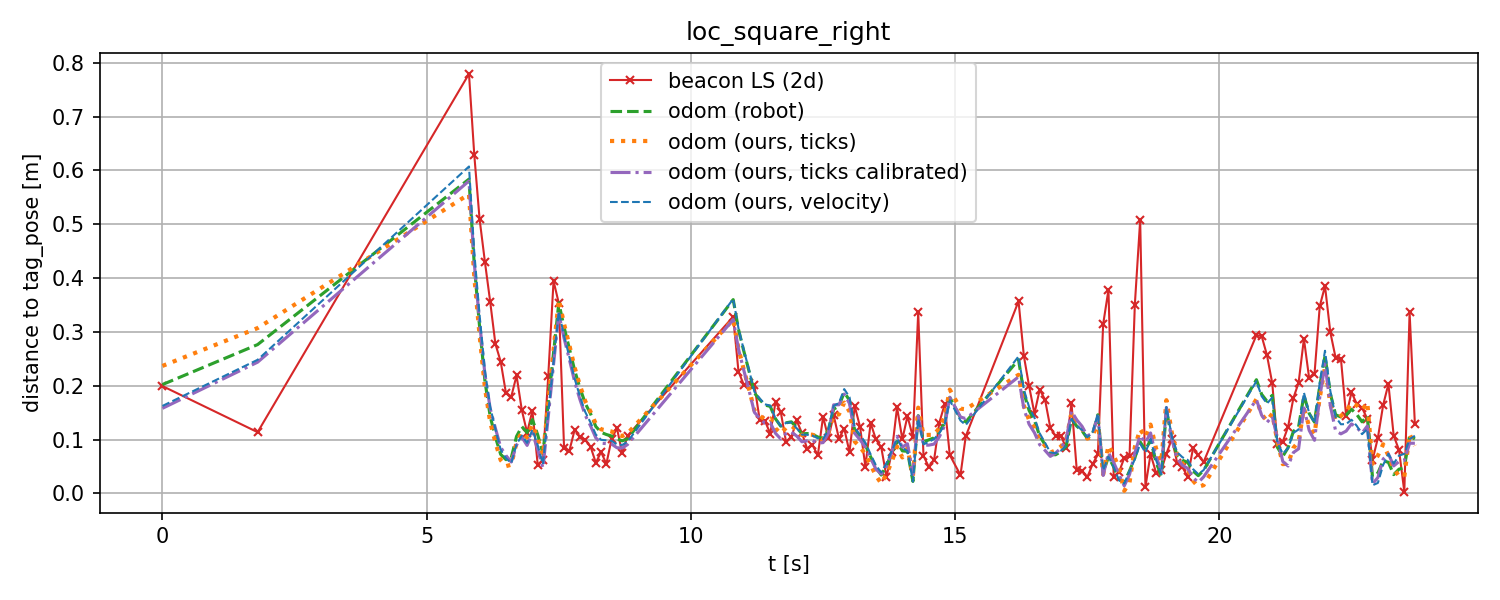 loc_square_right
distance to tag_pose [m]
0.8
0.7
0.6
0.5
0.4
0.3
0.2
0.1
0.0
beacon LS (2d)
odom (robot)
odom (ours, ticks)
odom (ours, ticks calibrated)
odom (ours, velocity)
0 5 10 15 20
t [s]